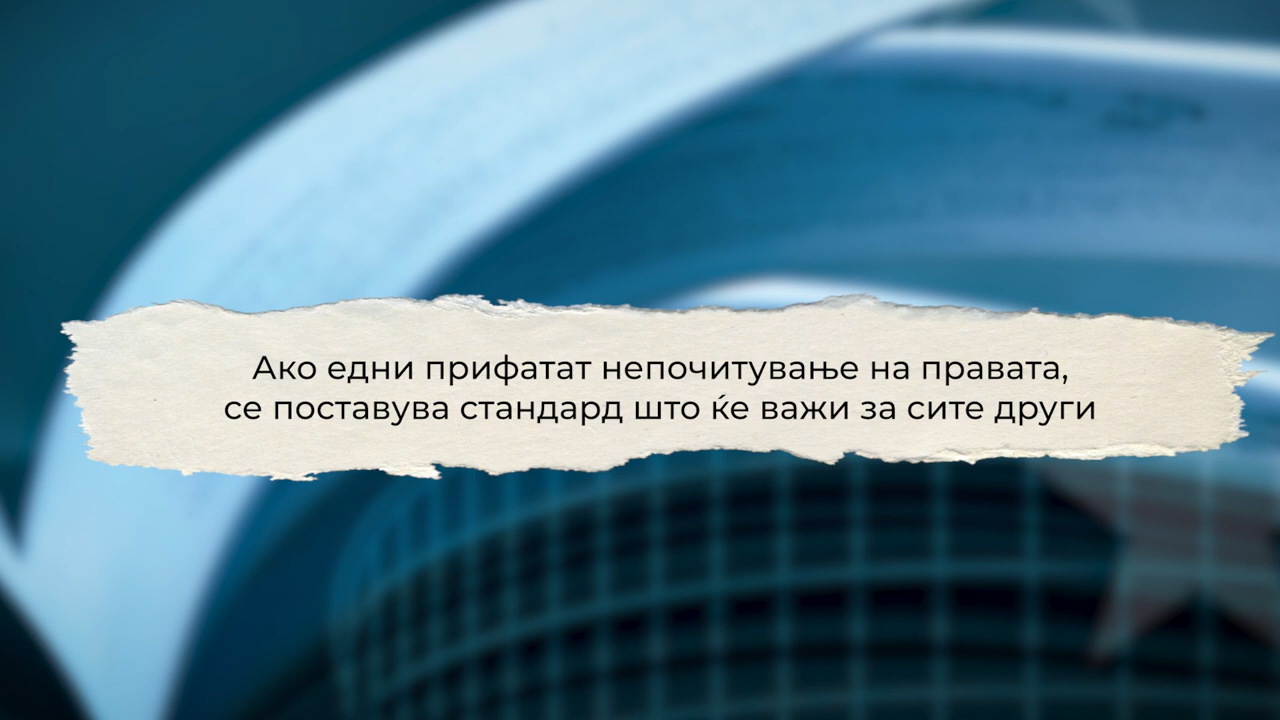 Ако едни прифатат непочитување на правата,
се поставува стандард што ќе важи за сите други